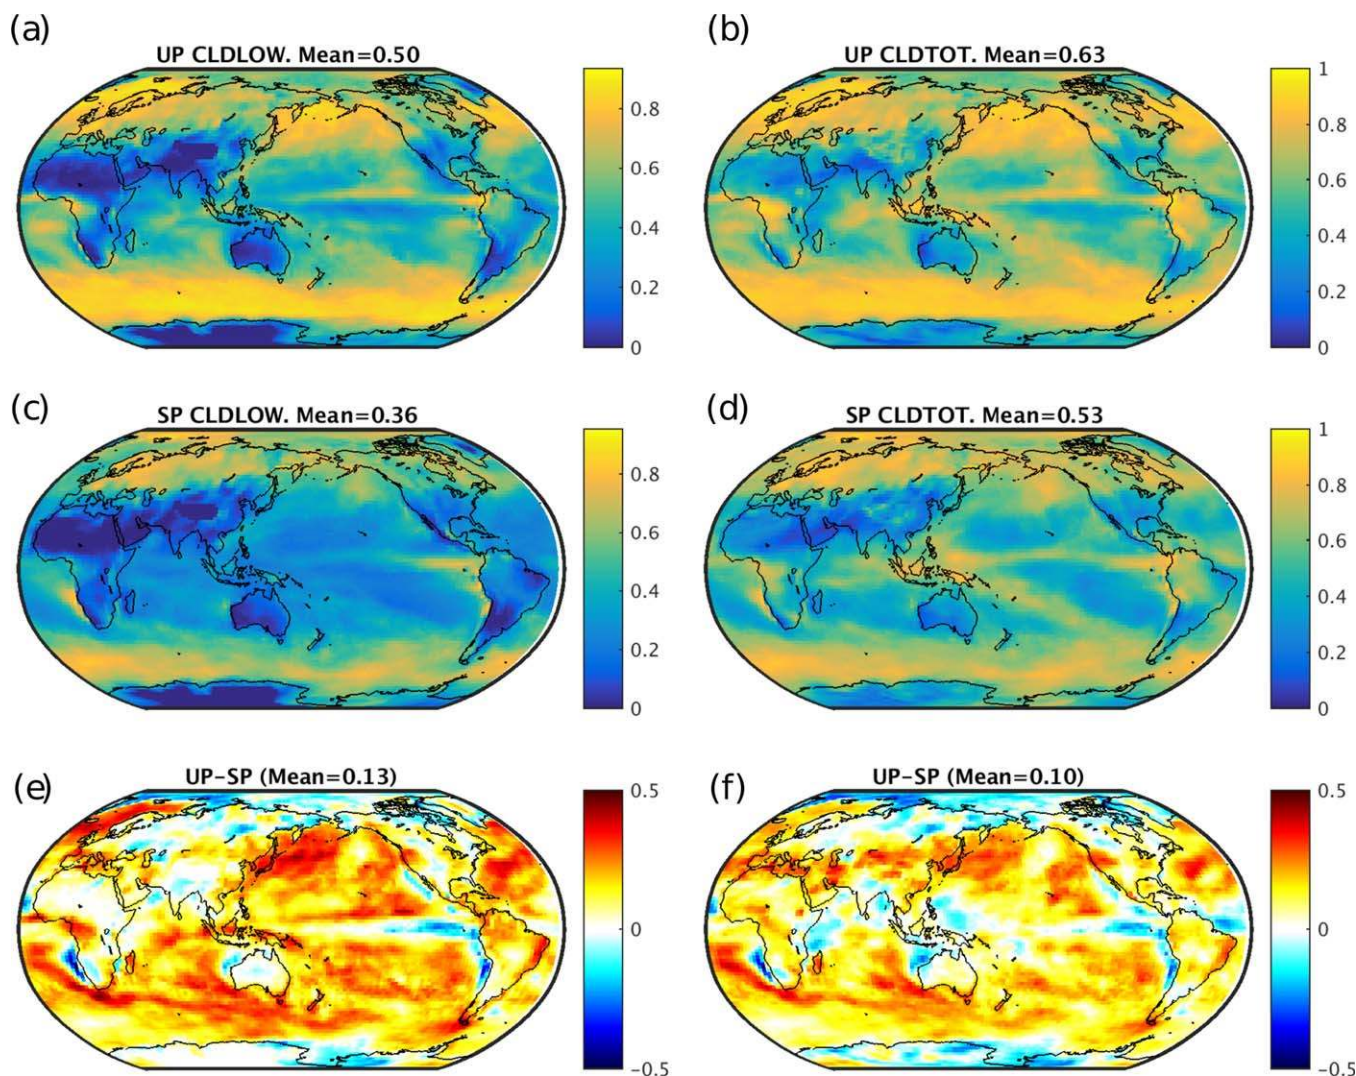 (a)
UP CLDLOW. Mean=0.50
0.8
0.6
0.4
0.2
0
(b)
UP CLDTOT. Mean=0.63
1
0.8
0.6
0.4
0.2
0
(c)
SP CLDLOW. Mean=0.36
0.8
0.6
0.4
0.2
0
(d)
SP CLDTOT. Mean=0.53
1
0.8
0.6
0.4
0.2
0
(e)
UP−SP (Mean=0.13)
0.5
0
−0.5
(f)
UP−SP (Mean=0.10)
0.5
0
−0.5